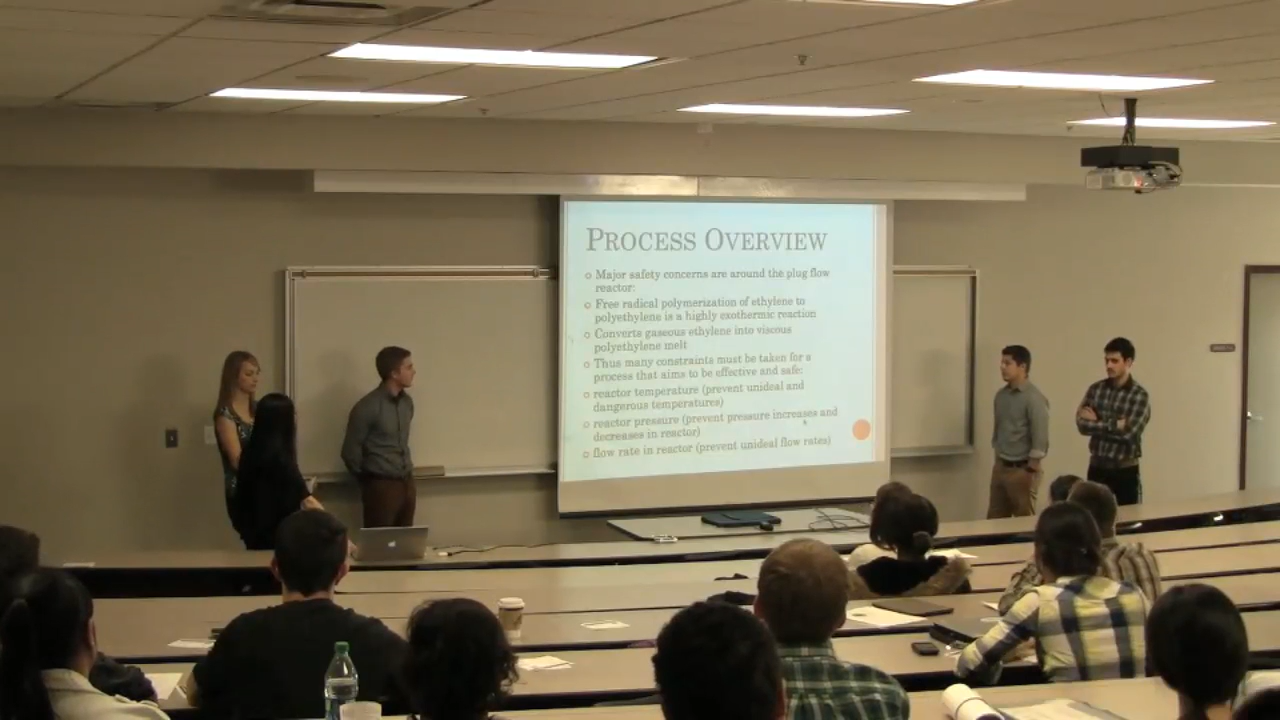 PROCESS OVERVIEW
Major safety concerns are around the plug flow
reactor:
Free radical polymerization of ethylene to
polyethylene is a highly exothermic reaction
Converts gaseous ethylene into viscous
polyethylene melt
Thus many constraints must be taken for a
process that aims to be effective and safe:
reactor temperature (prevent unideal and
dangerous temperatures)
reactor pressure (prevent pressure increases and
decreases in reactor)
flow rate in reactor (prevent unideal flow rates)